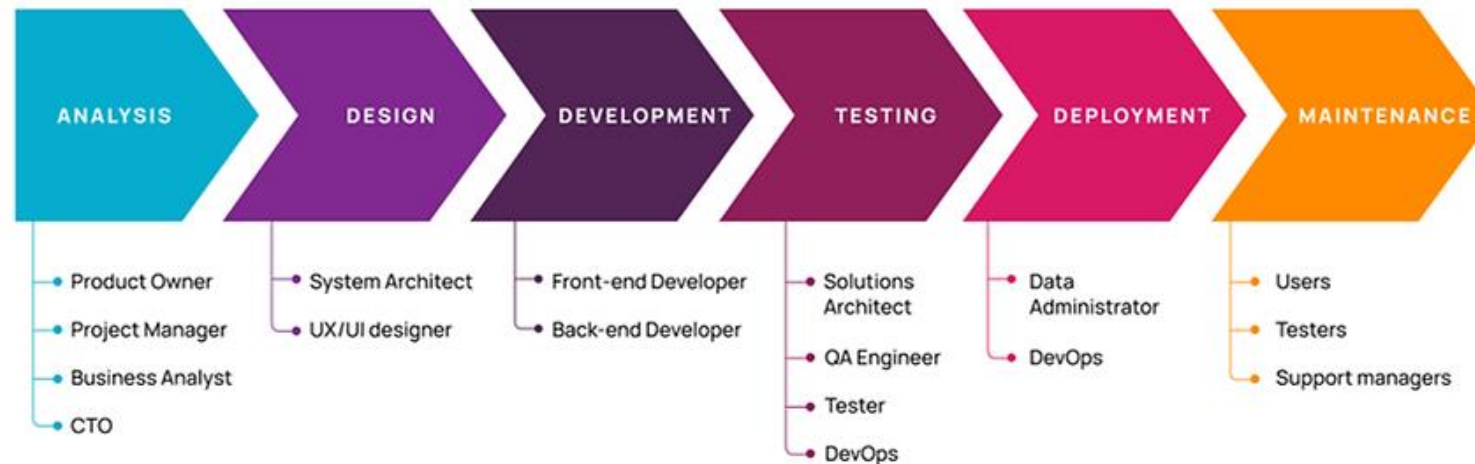 ANALYSIS
DESIGN
DEVELOPMENT
TESTING
DEPLOYMENT
MAINTENANCE
Product Owner
Project Manager
Business Analyst
CTO
System Architect
UX/UI designer
Front-end Developer
Back-end Developer
Solutions
Architect
QA Engineer
Tester
DevOps
Data
Administrator
DevOps
Users
Testers
Support managers